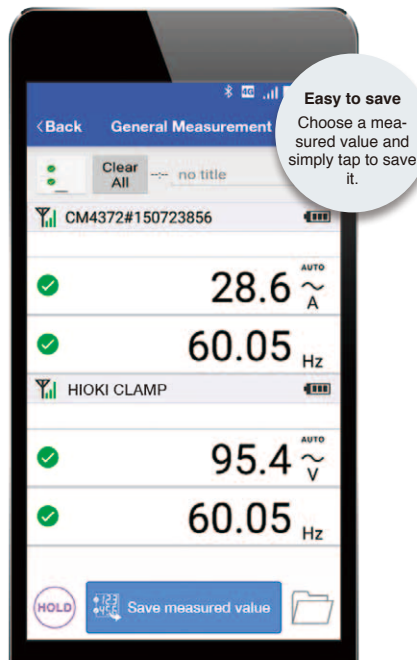 4G
Easy to save
Choose a mea-
sured value and
simply tap to save
it.
<Back General Measurement
Clear
All
--:-- no title
CM4372#150723856
28.6 AUTO ~ A
60.05 Hz
HIOKI CLAMP
95.4 AUTO ~ V
60.05 Hz
HOLD
Save measured value